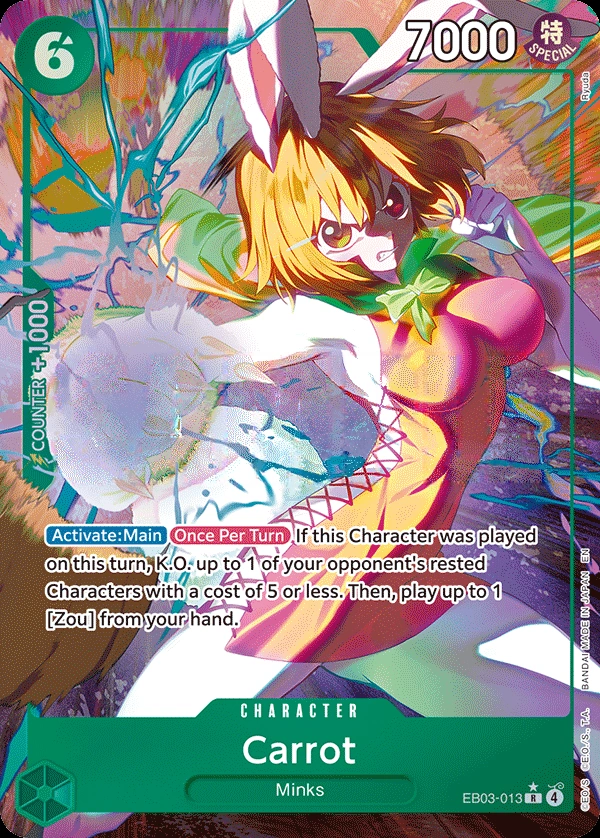 6
7000
特
SPECIAL
Ryuda
COUNTER +1000
Activate:Main Once Per Turn If this Character was played
on this turn, K.O. up to 1 of your opponent's rested
Characters with a cost of 5 or less. Then, play up to 1
[Zou] from your hand.
CHARACTER
Carrot
Minks
EB03-013 R 4
©E.O./S ©E.O./S., T.A. BANDAI MADE IN JAPAN EN